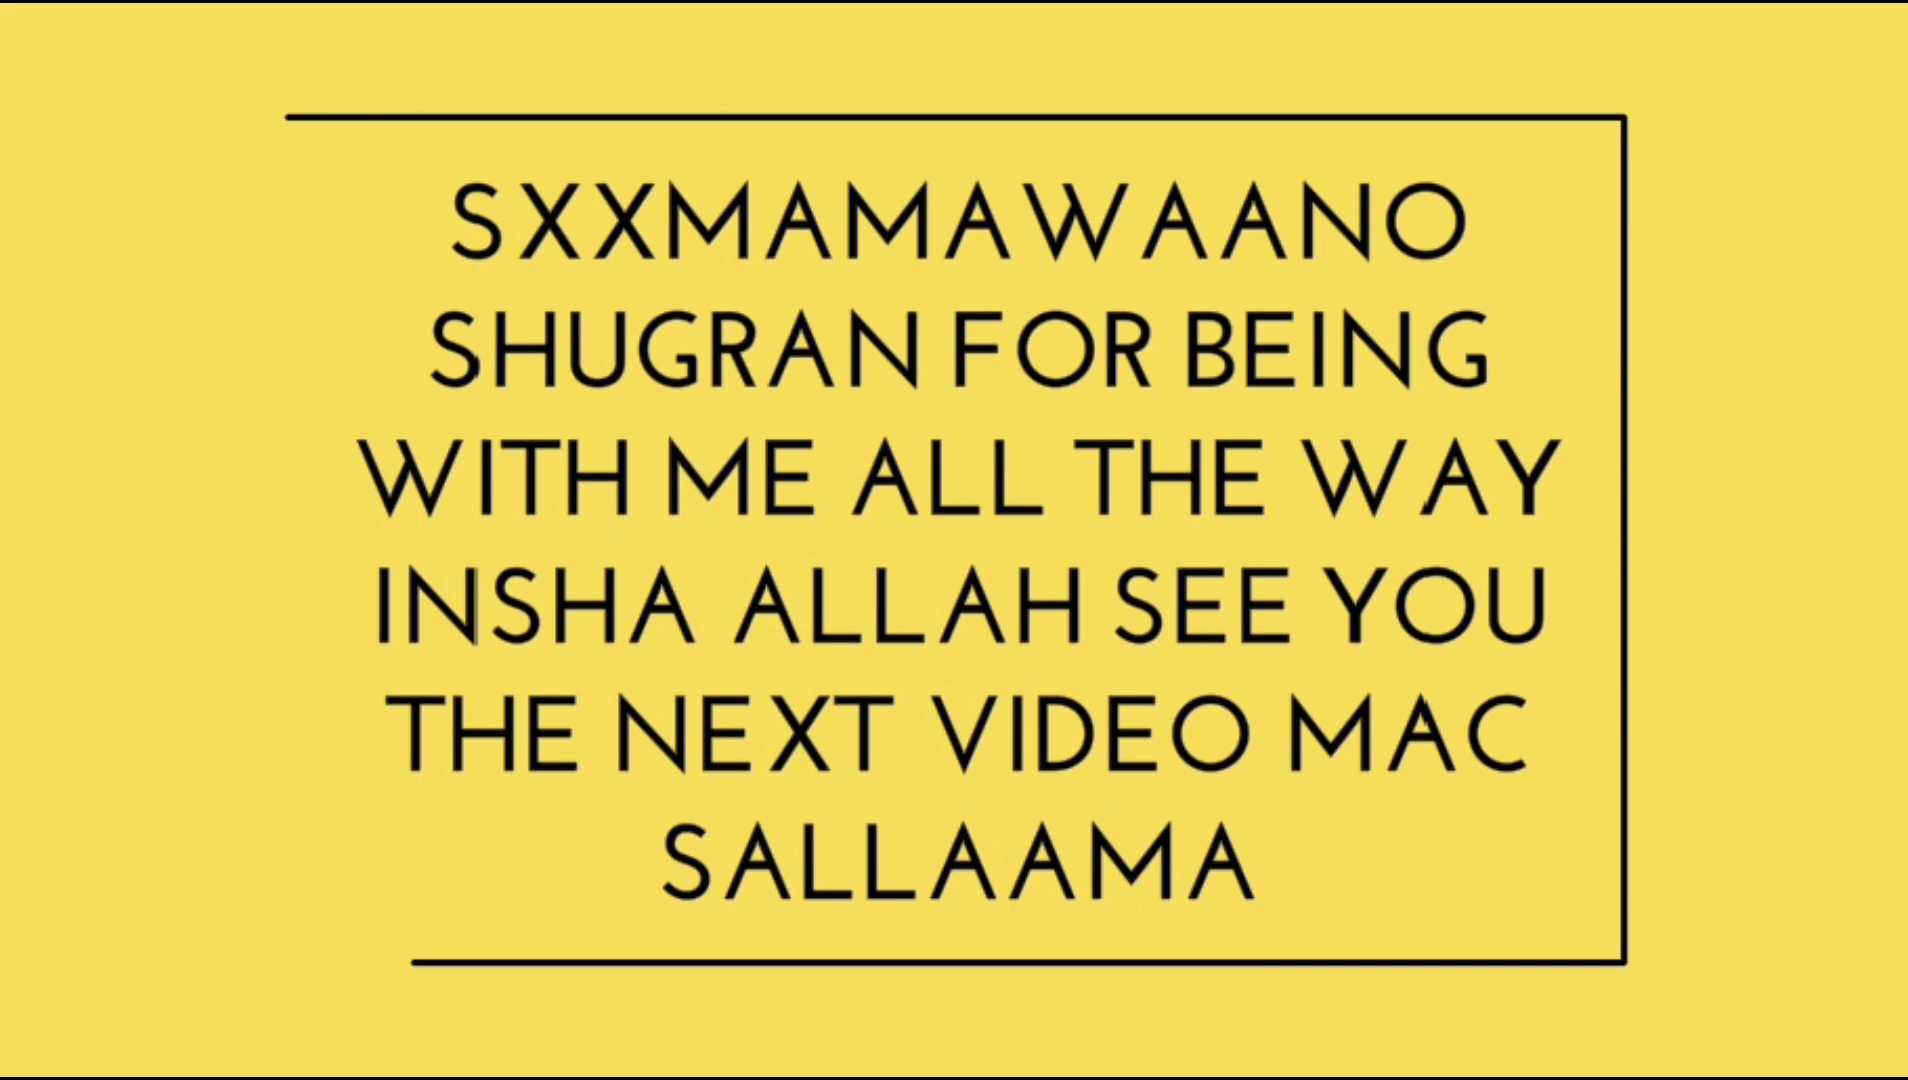 SXXMAMAWAANO
SHUGRAN FOR BEING
WITH ME ALL THE WAY
INSHA ALLAH SEE YOU
THE NEXT VIDEO MAC
SALLAAMA